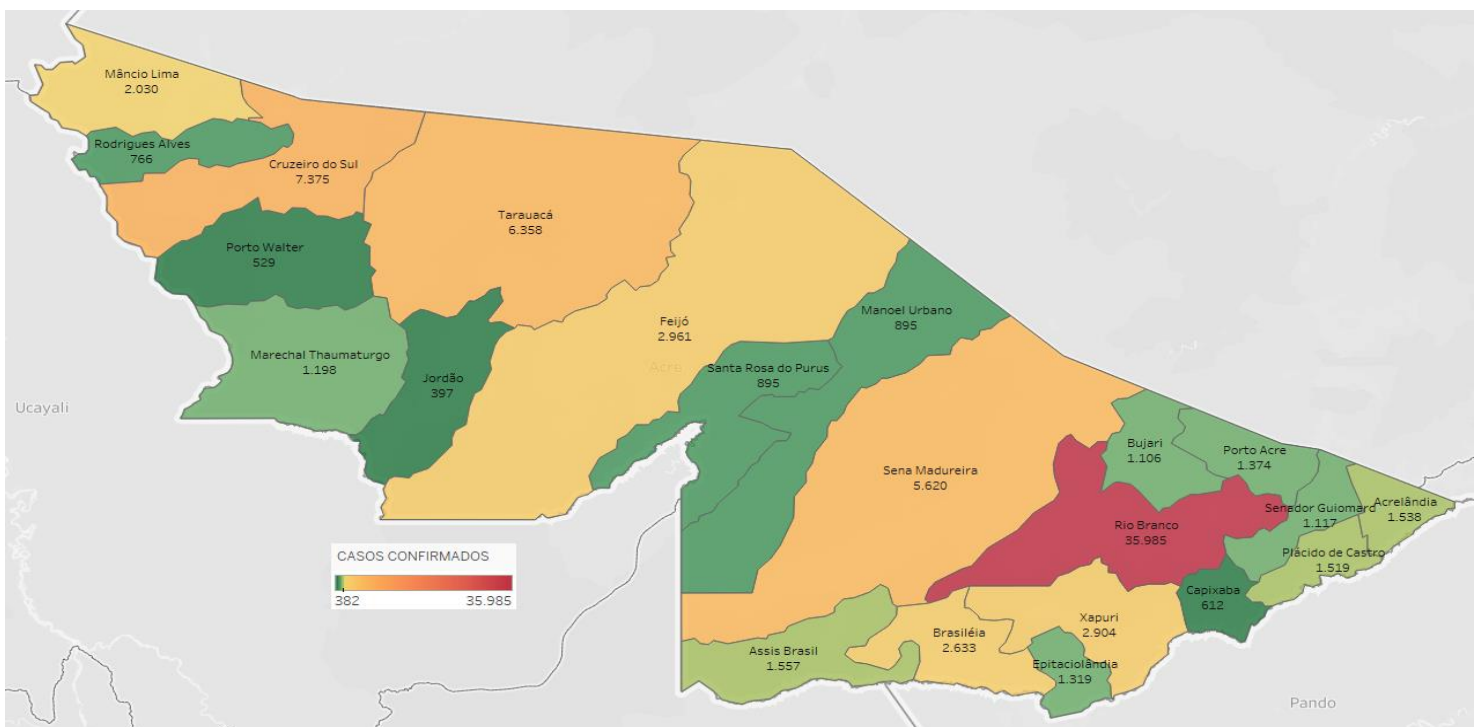 Mâncio Lima
2.030
Rodrigues Alves
766
Cruzeiro do Sul
7.375
Tarauacá
6.358
Porto Walter
529
Marechal Thaumaturgo
1.198
Jordão
397
Feijó
2.961
Acre
Manoel Urbano
895
Santa Rosa do Purus
895
Ucayali
Sena Madureira
5.620
Bujari
1.106
Porto Acre
1.374
Senador Guiomard
1.117
Acrelândia
1.538
Rio Branco
35.985
Plácido de Castro
1.519
Capixaba
612
Xapuri
2.904
Brasiléia
2.633
Assis Brasil
1.557
Epitaciolândia
1.319
Pando
CASOS CONFIRMADOS
382 35.985